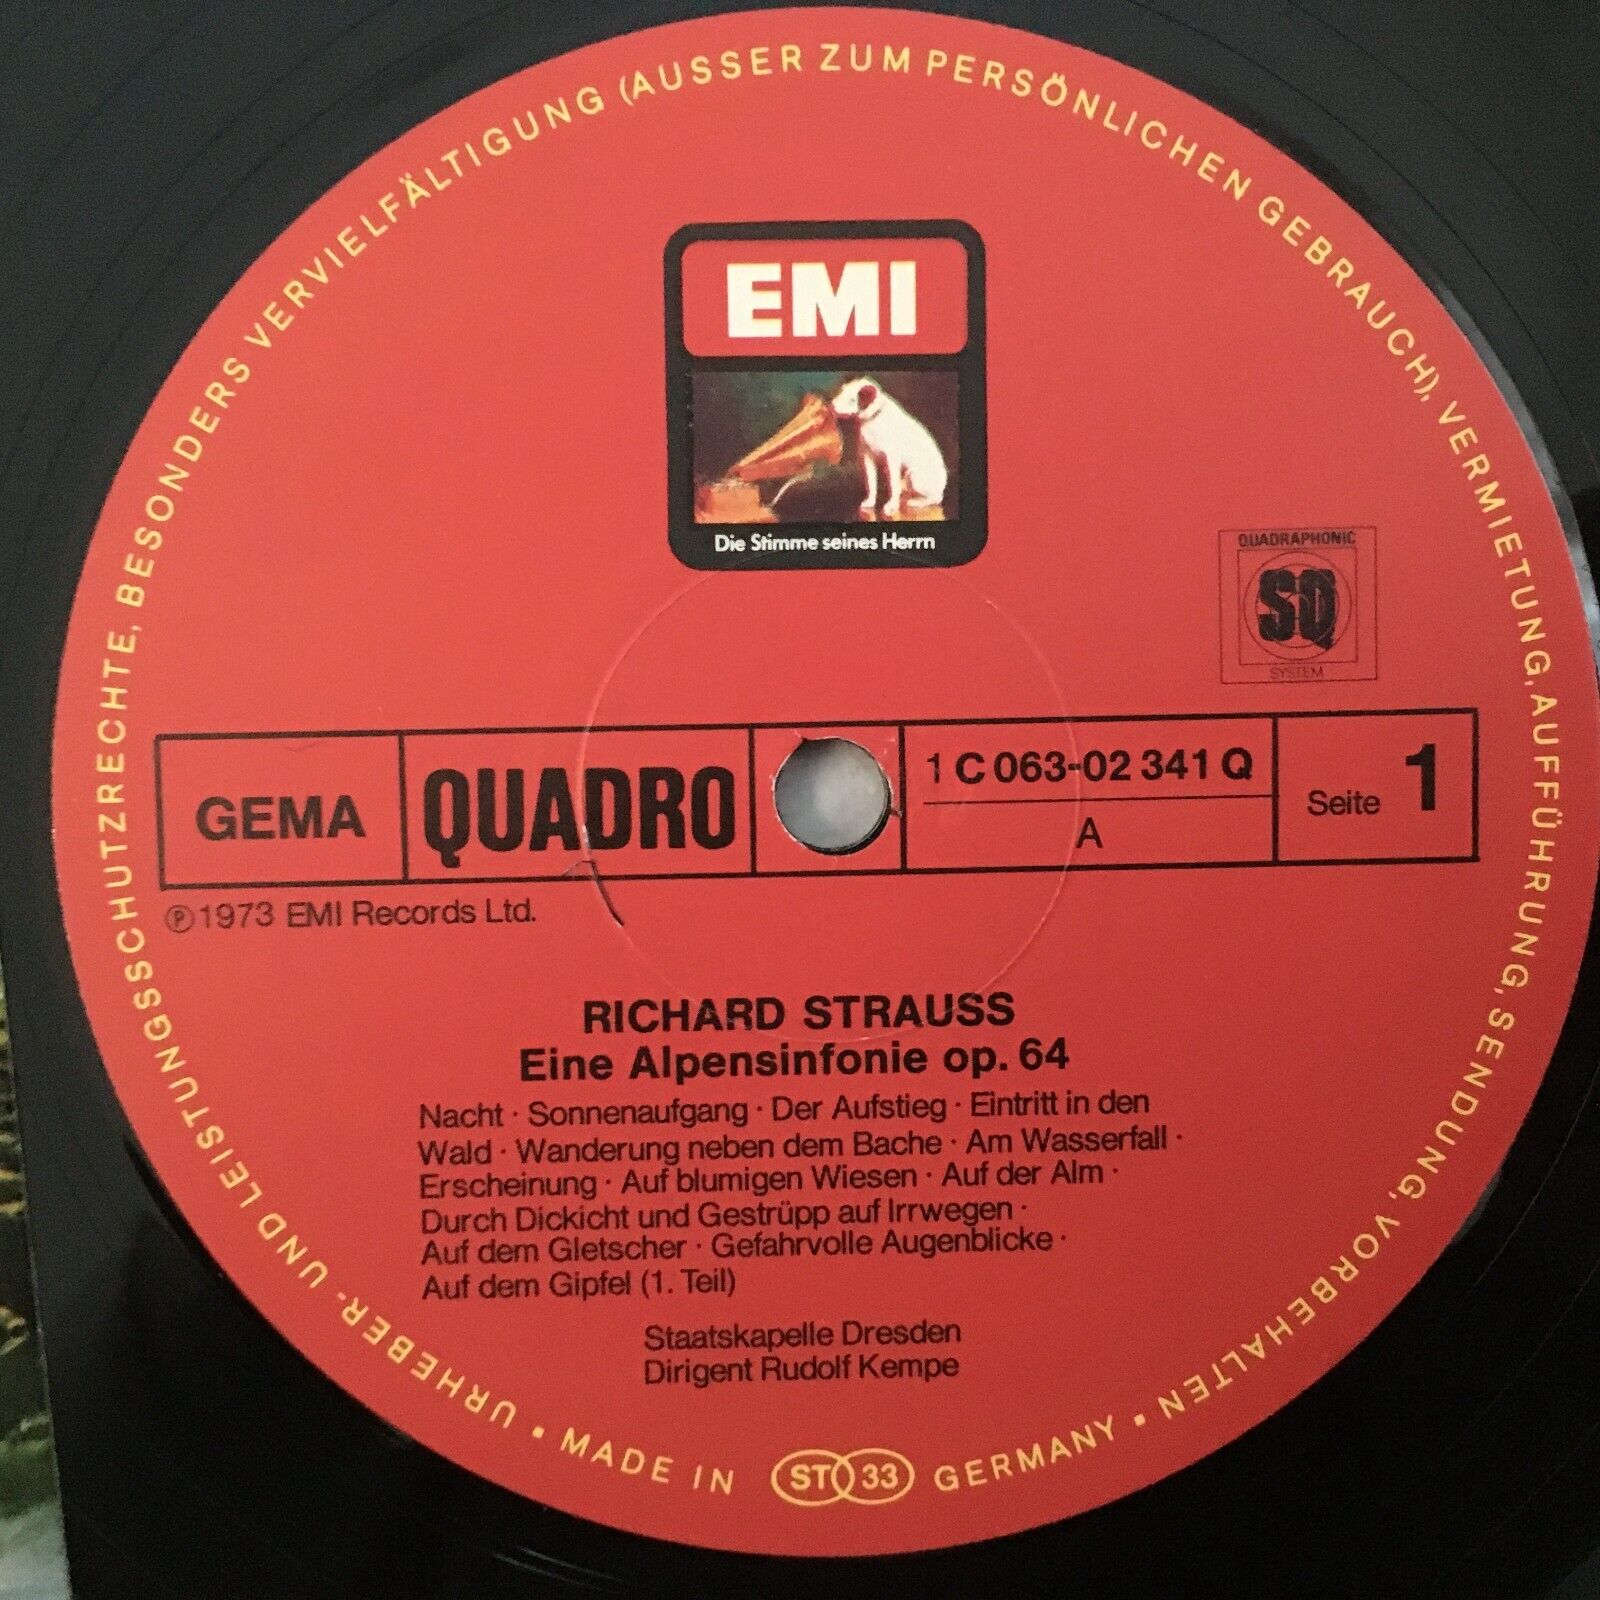 URHEBER- UND LEISTUNGSSCHUTZRECHTE, BESONDERS VERVIELFÄLTIGUNG (AUSSER ZUM PERSÖNLICHEN GEBRAUCH), VERMIETUNG, AUFFÜHRUNG, SENDUNG, VORBEHALTEN
EMI
Die Stimme seines Herrn
QUADRAPHONIC
SQ
SYSTEM
GEMA
QUADRO
1 C 063-02 341 Q
A
Seite 1
℗ 1973 EMI Records Ltd.
RICHARD STRAUSS
Eine Alpensinfonie op. 64
Nacht · Sonnenaufgang · Der Aufstieg · Eintritt in den
Wald · Wanderung neben dem Bache · Am Wasserfall ·
Erscheinung · Auf blumigen Wiesen · Auf der Alm ·
Durch Dickicht und Gestrüpp auf Irrwegen ·
Auf dem Gletscher · Gefahrvolle Augenblicke ·
Auf dem Gipfel (1. Teil)
Staatskapelle Dresden
Dirigent Rudolf Kempe
• MADE IN ST 33 GERMANY •